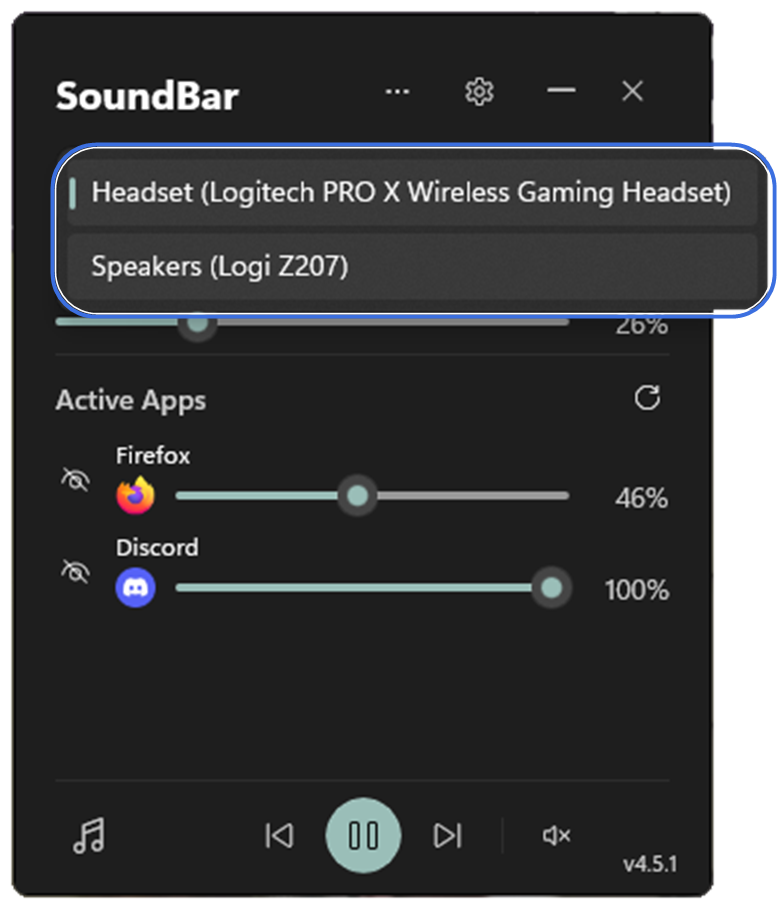 SoundBar
Headset (Logitech PRO X Wireless Gaming Headset)
Speakers (Logi Z207)
26%
Active Apps
Firefox
46%
Discord
100%
v4.5.1